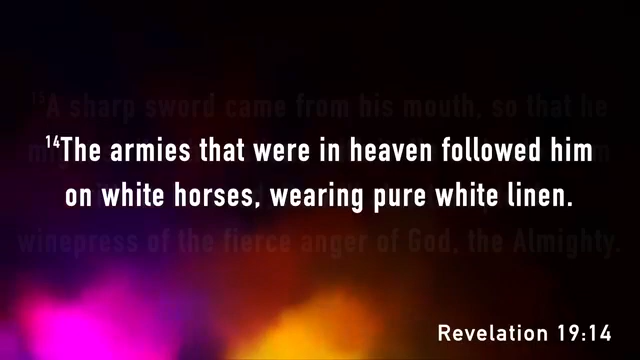 ¹⁵A sharp sword came from his mouth, so that he
¹⁴The armies that were in heaven followed him
on white horses, wearing pure white linen.
winepress of the fierce anger of God, the Almighty.
Revelation 19:14